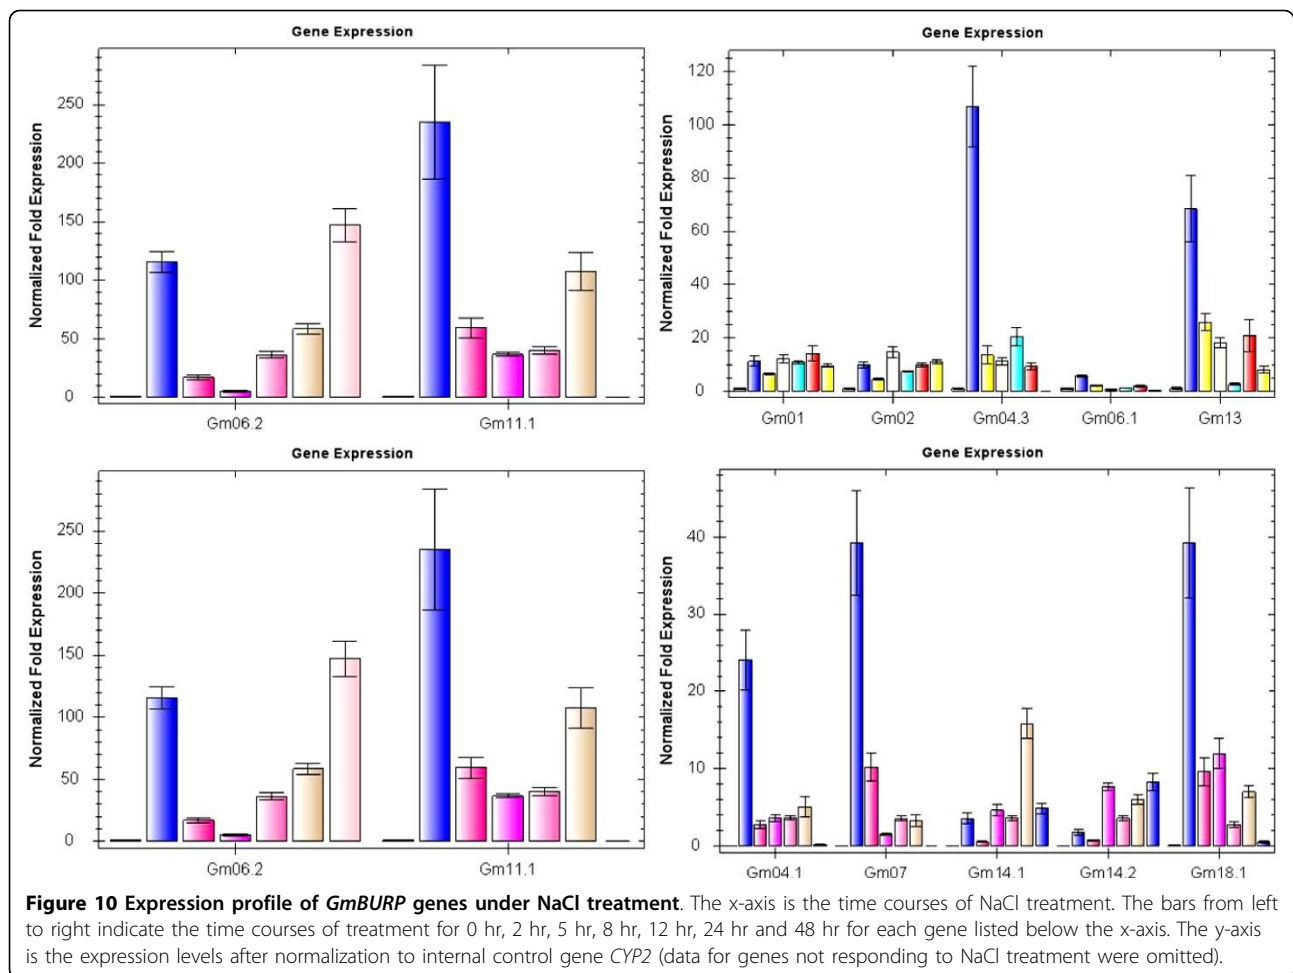 Gene Expression
Normalized Fold Expression
250
200
150
100
50
0
Gm06.2 Gm11.1
Gene Expression
Normalized Fold Expression
120
100
80
60
40
20
0
Gm01 Gm02 Gm04.3 Gm06.1 Gm13
Gene Expression
Normalized Fold Expression
250
200
150
100
50
0
Gm06.2 Gm11.1
Gene Expression
Normalized Fold Expression
40
30
20
10
0
Gm04.1 Gm07 Gm14.1 Gm14.2 Gm18.1
Figure 10 Expression profile of GmBURP genes under NaCl treatment. The x-axis is the time courses of NaCl treatment. The bars from left
to right indicate the time courses of treatment for 0 hr, 2 hr, 5 hr, 8 hr, 12 hr, 24 hr and 48 hr for each gene listed below the x-axis. The y-axis
is the expression levels after normalization to internal control gene CYP2 (data for genes not responding to NaCl treatment were omitted).